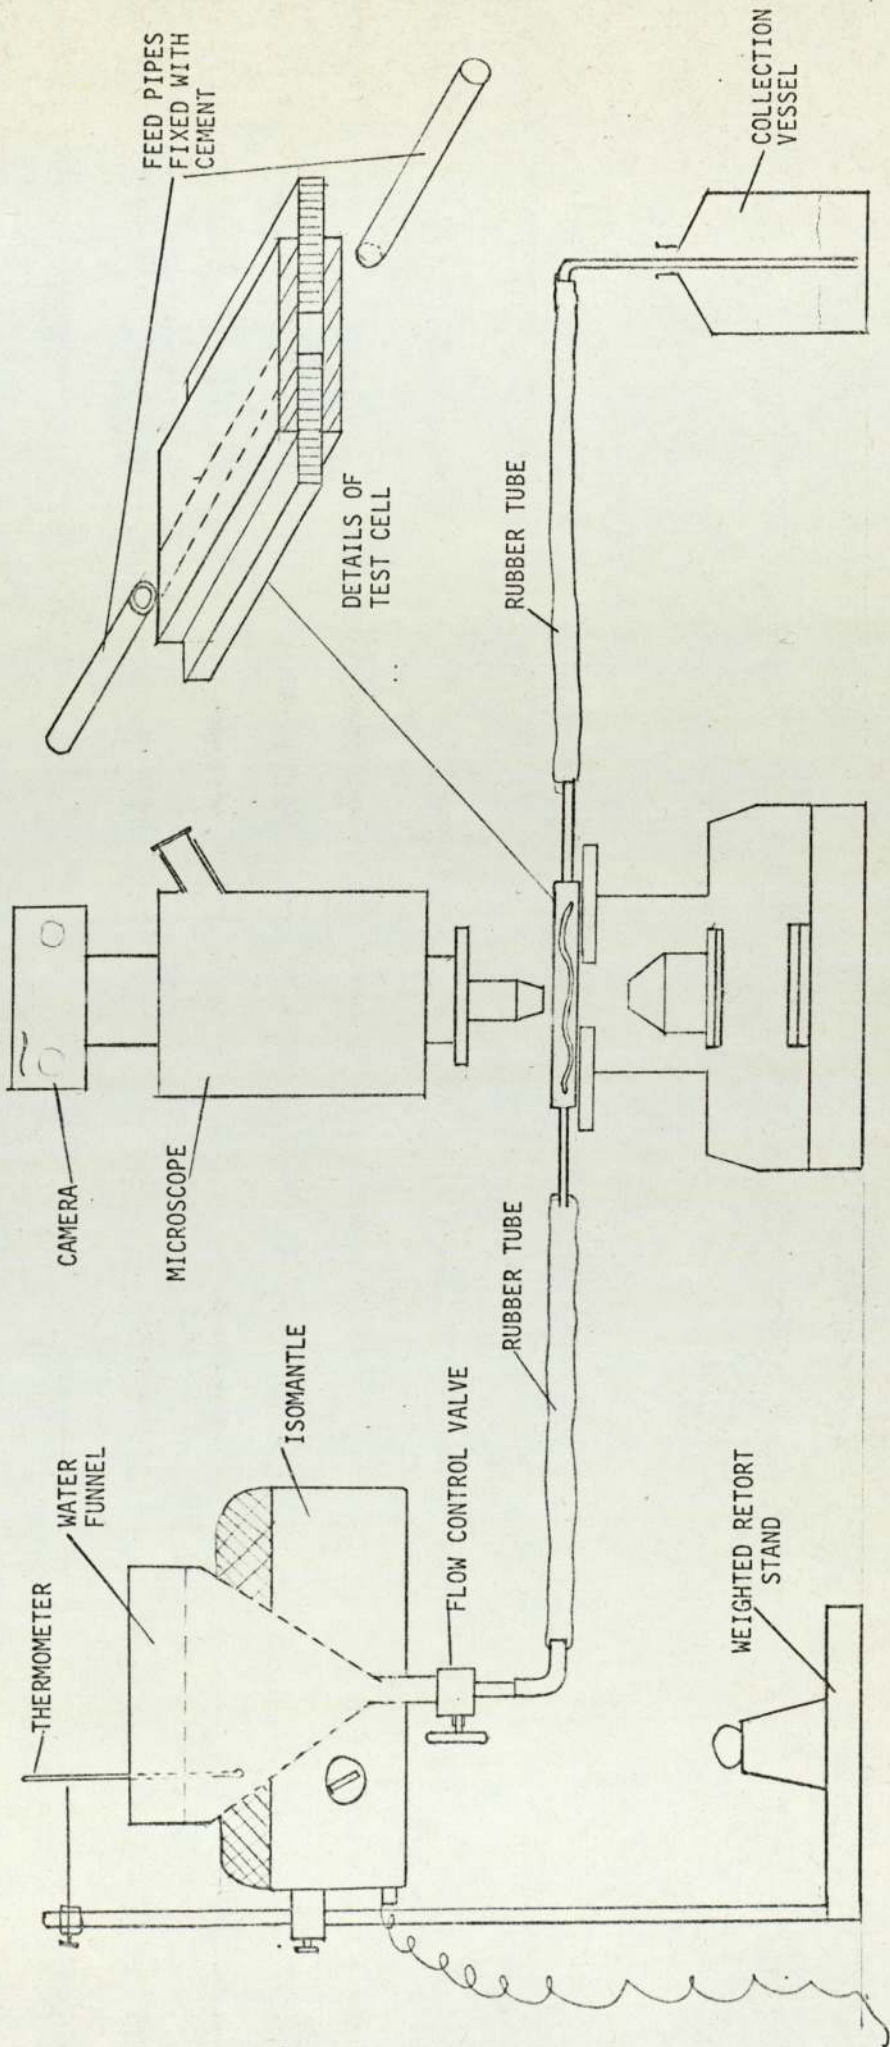 THERMOMETER
WATER
FUNNEL
ISOMANTLE
FLOW CONTROL VALVE
WEIGHTED RETORT
STAND
CAMERA
MICROSCOPE
RUBBER TUBE
DETAILS OF
TEST CELL
RUBBER TUBE
FEED PIPES
FIXED WITH
CEMENT
COLLECTION
VESSEL